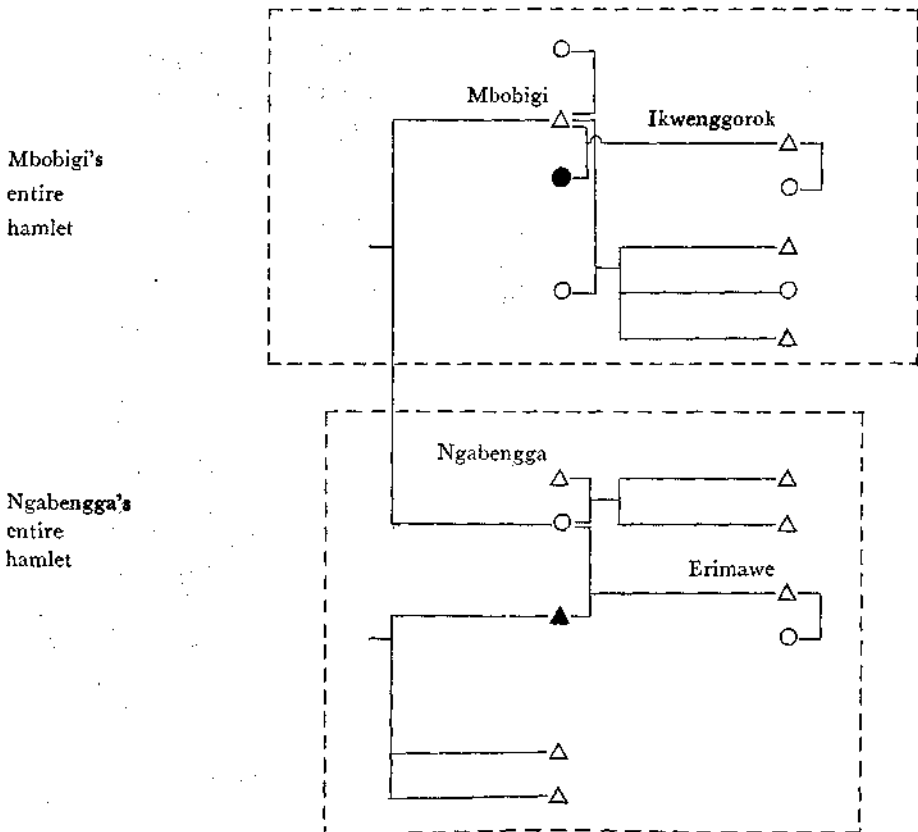 Mbobigi
Ikwenggorok
Mbobigi's
entire
hamlet
Ngabengga
Ngabengga's
entire
hamlet
Erimawe